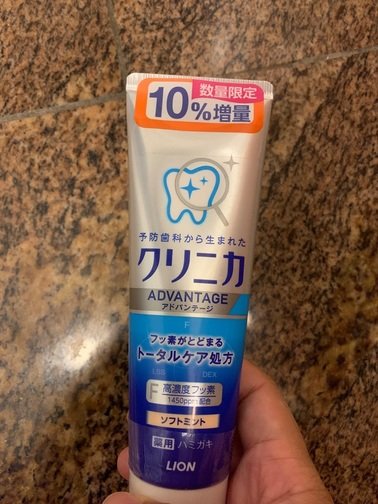 数量限定
10%増量
予防歯科から生まれた
クリニカ
ADVANTAGE
アドバンテージ
F
フッ素がとどまる
トータルケア処方
LSS DEX
F 高濃度フッ素
1450ppm配合
ソフトミント
薬用 ハミガキ
LION